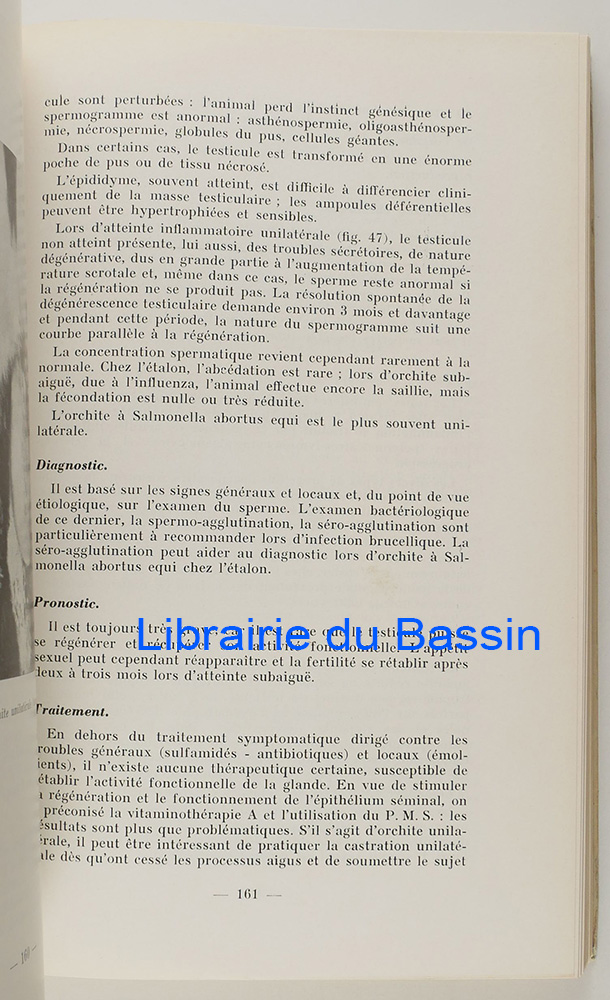 cule sont perturbées : l'animal perd l'instinct génésique et le
spermogramme est anormal : asthénospermie, oligoasthénosper-
mie, nécrospermie, globules du pus, cellules géantes.
Dans certains cas, le testicule est transformé en une énorme
poche de pus ou de tissu nécrosé.
L'épididyme, souvent atteint, est difficile à différencier clini-
quement de la masse testiculaire ; les ampoules déférentielles
peuvent être hypertrophiées et sensibles.
Lors d'atteinte inflammatoire unilatérale (fig. 47), le testicule
non atteint présente, lui aussi, des troubles sécrétoires, de nature
dégénérative, dus en grande partie à l'augmentation de la tempé-
rature scrotale et, même dans ce cas, le sperme reste anormal si
la régénération ne se produit pas. La résolution spontanée de la
dégénérescence testiculaire demande environ 3 mois et davantage
et pendant cette période, la nature du spermogramme suit une
courbe parallèle à la régénération.
La concentration spermatique revient cependant rarement à la
normale. Chez l'étalon, l'abcédation est rare ; lors d'orchite sub-
aiguë, due à l'influenza, l'animal effectue encore la saillie, mais
la fécondation est nulle ou très réduite.
L'orchite à Salmonella abortus equi est le plus souvent uni-
latérale.
Diagnostic.
Il est basé sur les signes généraux et locaux et, du point de vue
étiologique, sur l'examen du sperme. L'examen bactériologique
de ce dernier, la spermo-agglutination, la séro-agglutination sont
particulièrement à recommander lors d'infection brucellique. La
séro-agglutination peut aider au diagnostic lors d'orchite à Sal-
monella abortus equi chez l'étalon.
Pronostic.
Il est toujours très
se régénérer et
L'appétit
Librairie du Bassin
sexuel peut cependant réapparaître et la fertilité se rétablir après
deux à trois mois lors d'atteinte subaiguë.
Traitement.
En dehors du traitement symptomatique dirigé contre les
roubles généraux (sulfamidés - antibiotiques) et locaux (émol-
ients), il n'existe aucune thérapeutique certaine, susceptible de
établir l'activité fonctionnelle de la glande. En vue de stimuler
régénération et le fonctionnement de l'épithélium séminal, on
préconisé la vitaminothérapie A et l'utilisation du P. M. S. : les
ésultats sont plus que problématiques. S'il s'agit d'orchite unila-
érale, il peut être intéressant de pratiquer la castration unilaté-
ale dès qu'ont cessé les processus aigus et de soumettre le sujet
— 161 —
— 160 —